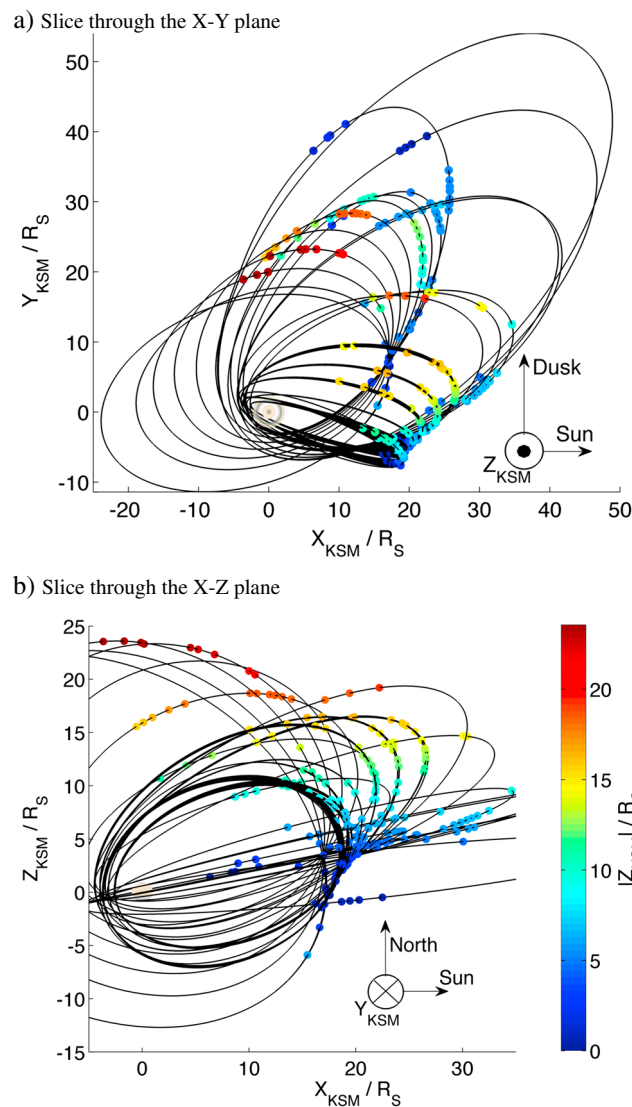 a) Slice through the X-Y plane
50
40
30
20
10
0
-10
Y_KSM / R_S
Dusk
Sun
Z_KSM
-20 -10 0 10 20 30 40 50
X_KSM / R_S
b) Slice through the X-Z plane
25
20
15
10
5
0
-5
-10
-15
Z_KSM / R_S
North
Sun
Y_KSM
0 10 20 30
X_KSM / R_S
20
15
10
5
0